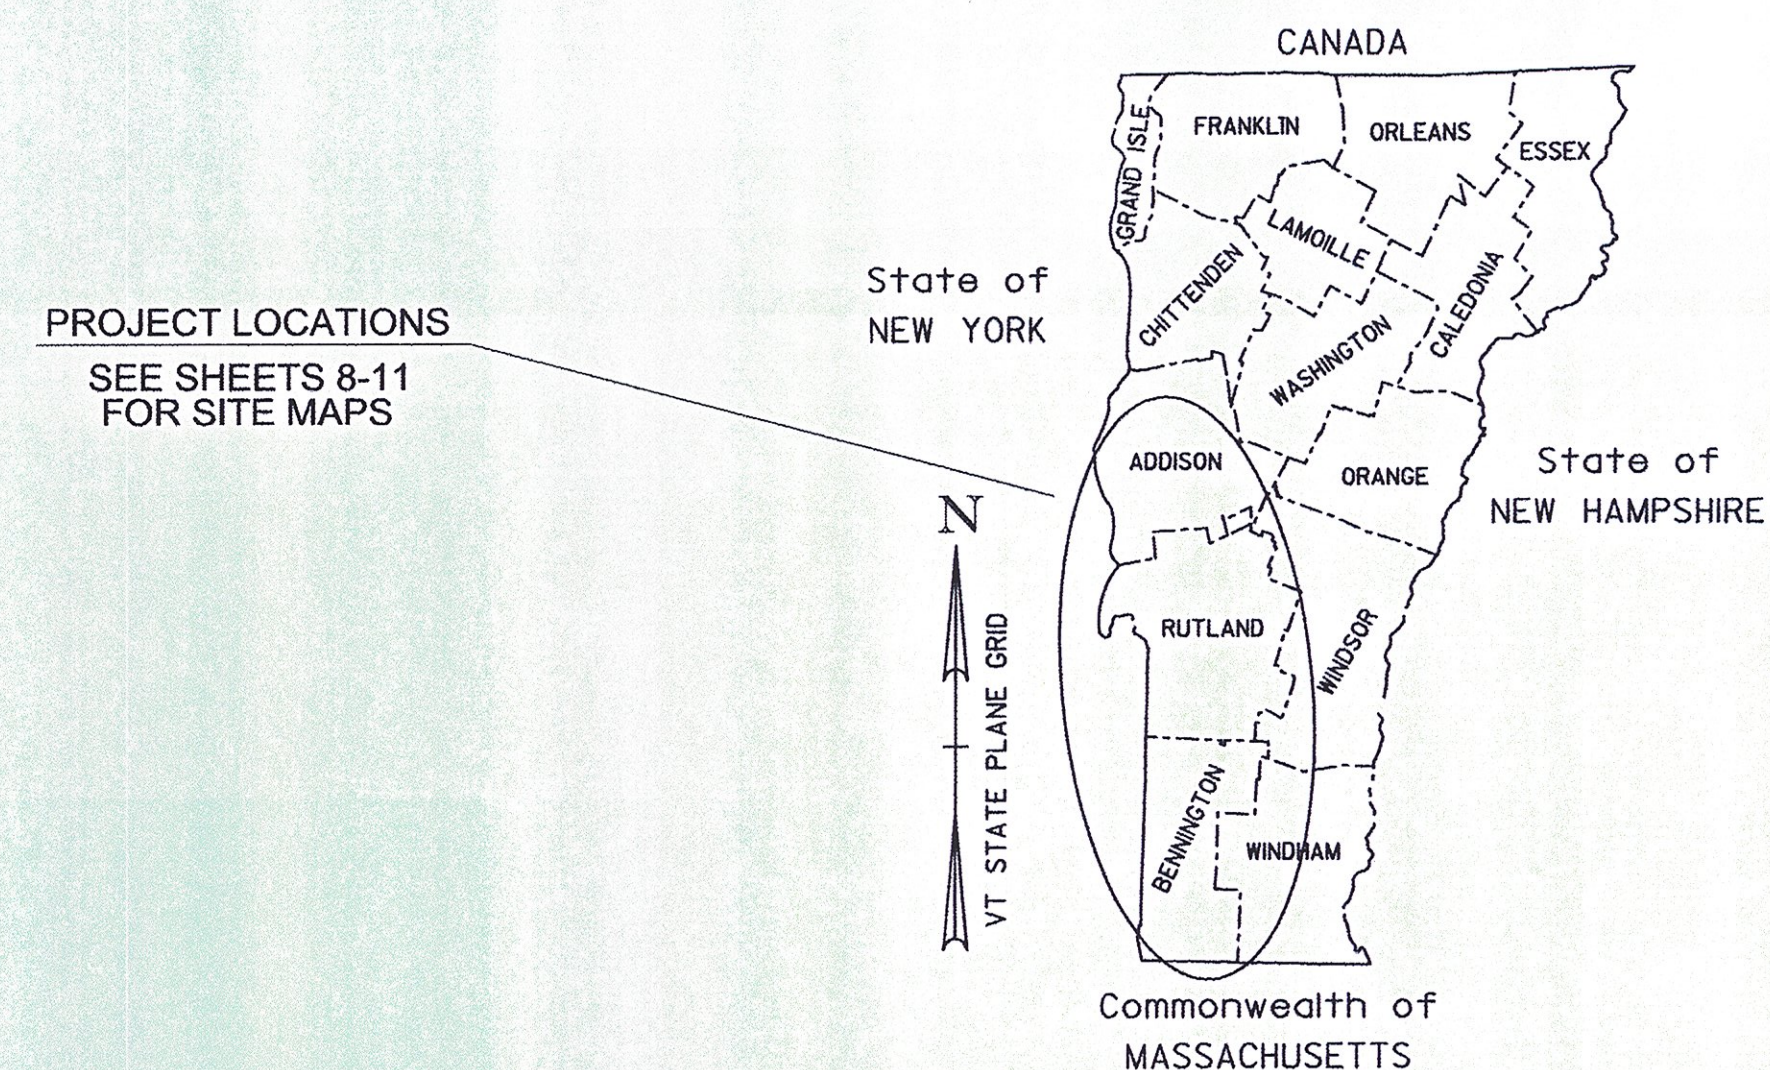 CANADA
GRAND ISLE
FRANKLIN
ORLEANS
ESSEX
LAMOILLE
CHITTENDEN
CALEDONIA
WASHINGTON
State of
NEW YORK
PROJECT LOCATIONS
SEE SHEETS 8-11
FOR SITE MAPS
ADDISON
ORANGE
State of
NEW HAMPSHIRE
N
VT STATE PLANE GRID
RUTLAND
WINDSOR
BENNINGTON
WINDHAM
Commonwealth of
MASSACHUSETTS